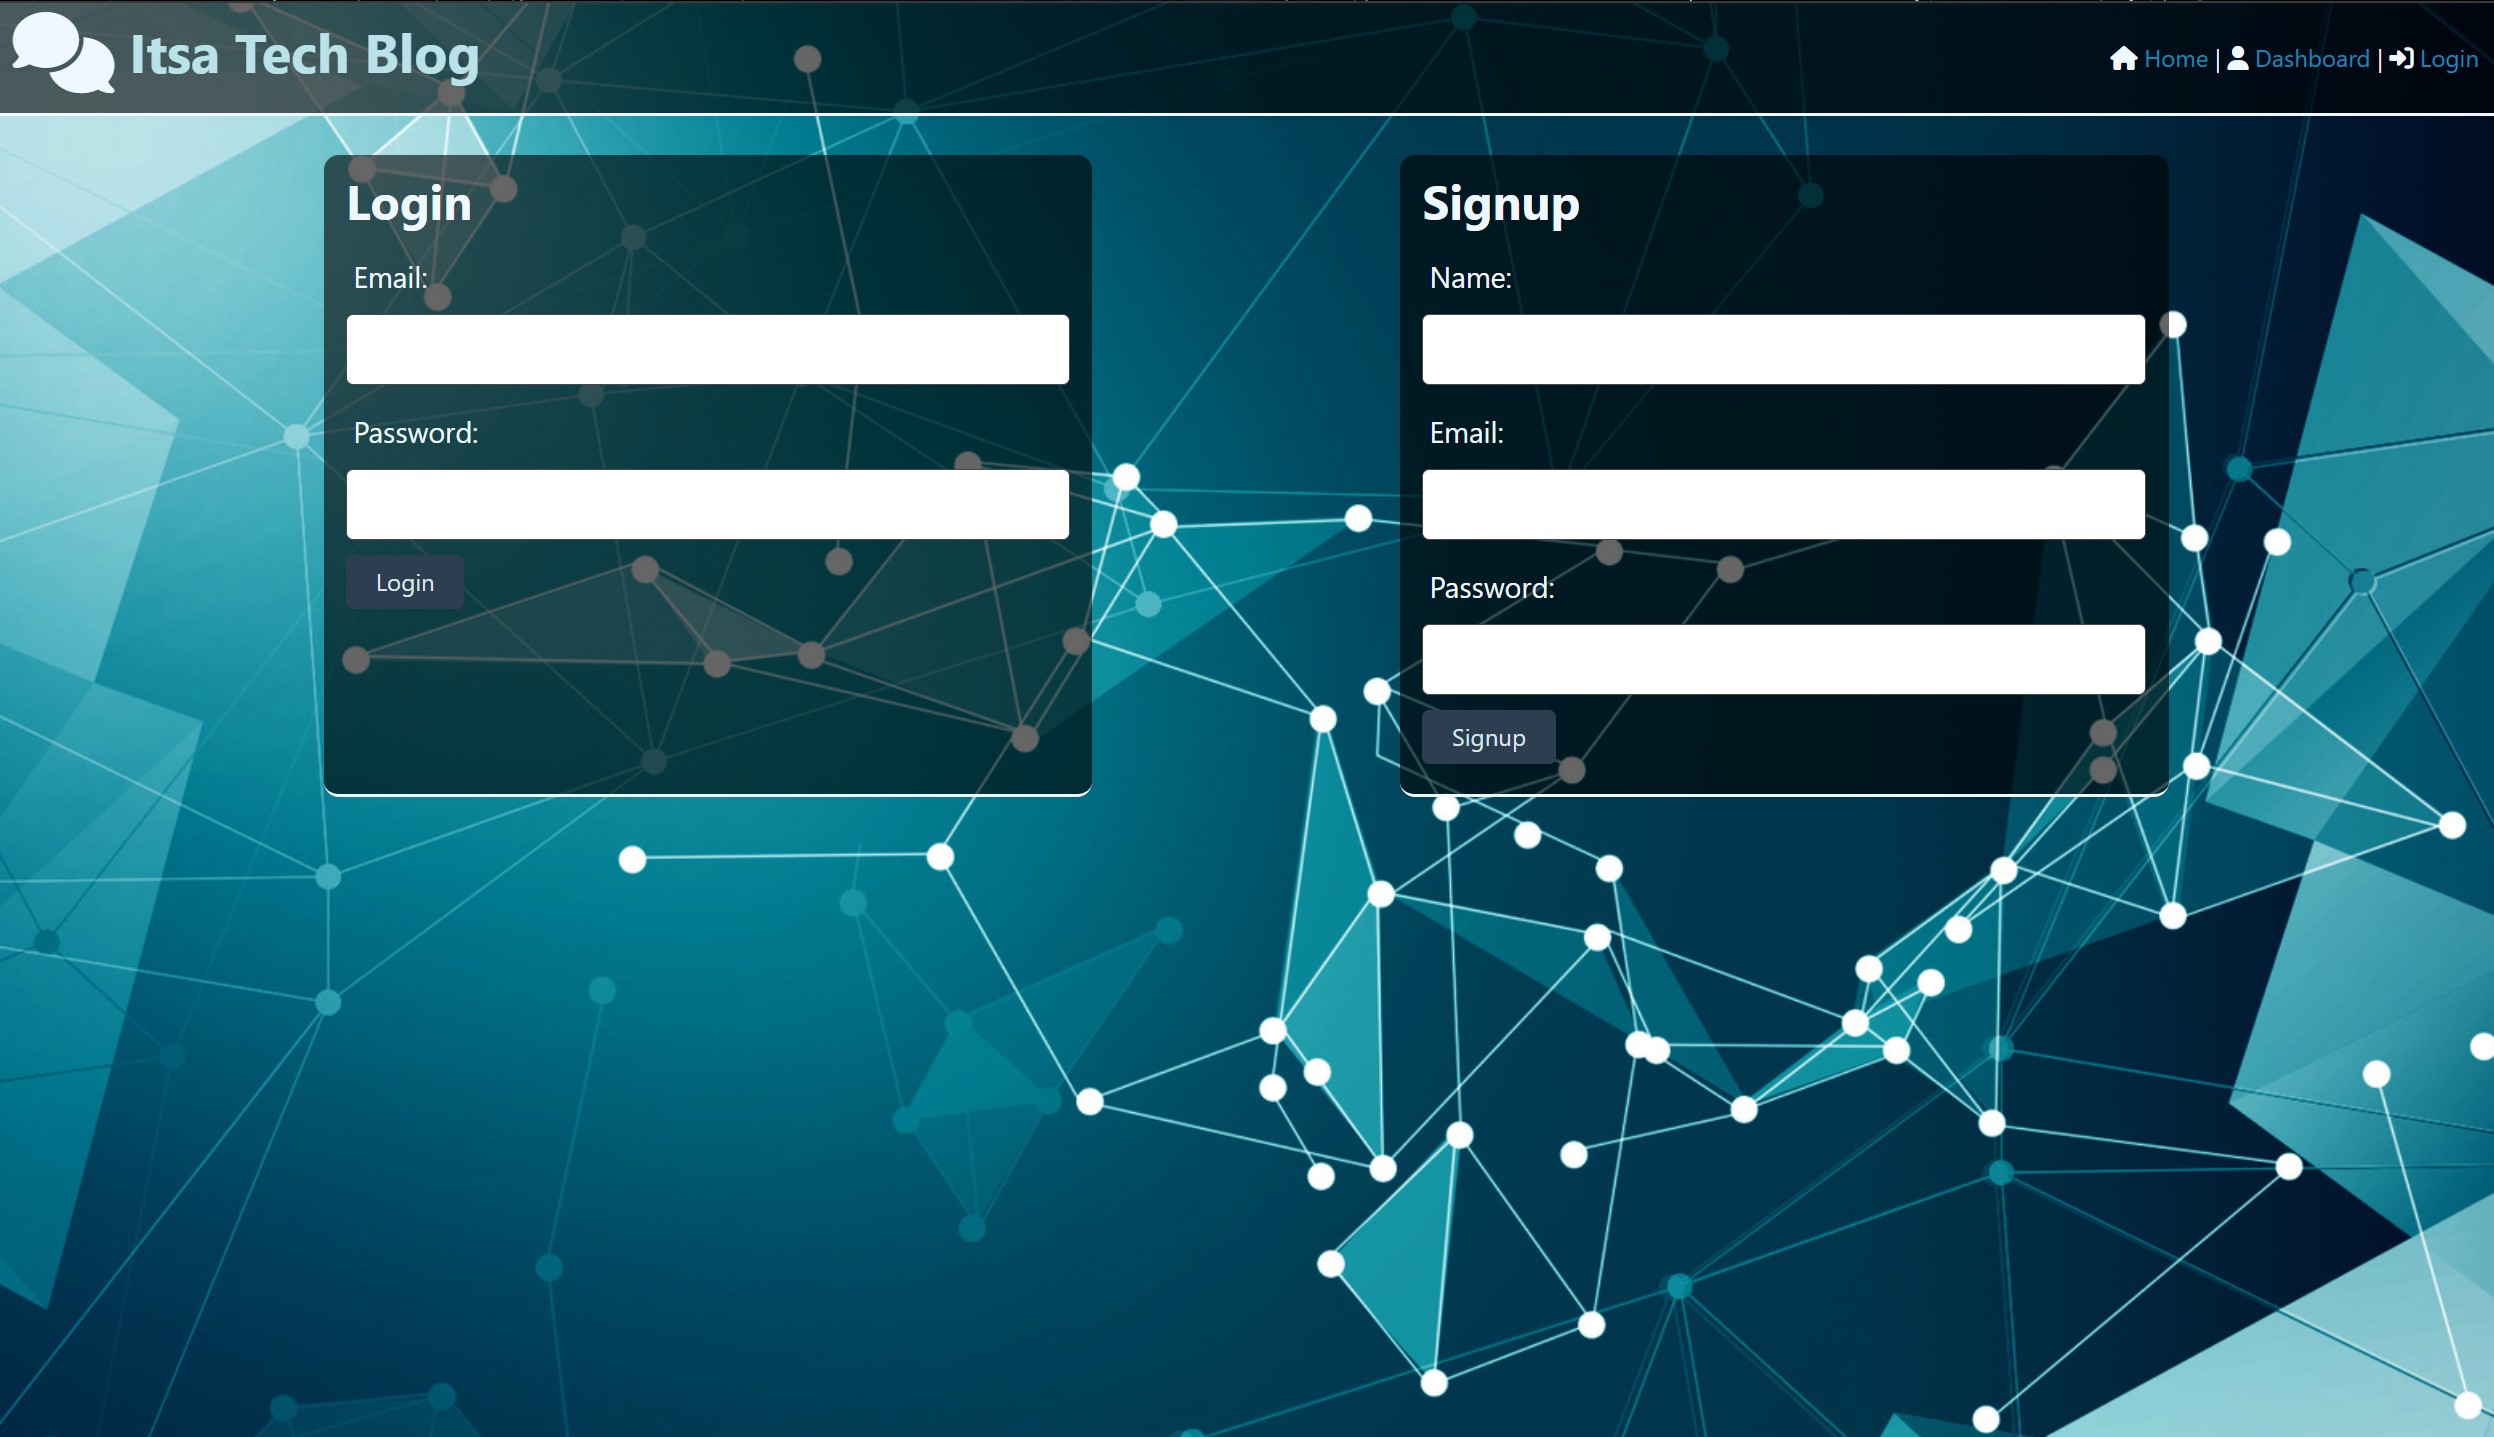 Itsa Tech Blog
Home | Dashboard | Login
Login
Email:
Password:
Login
Signup
Name:
Email:
Password:
Signup